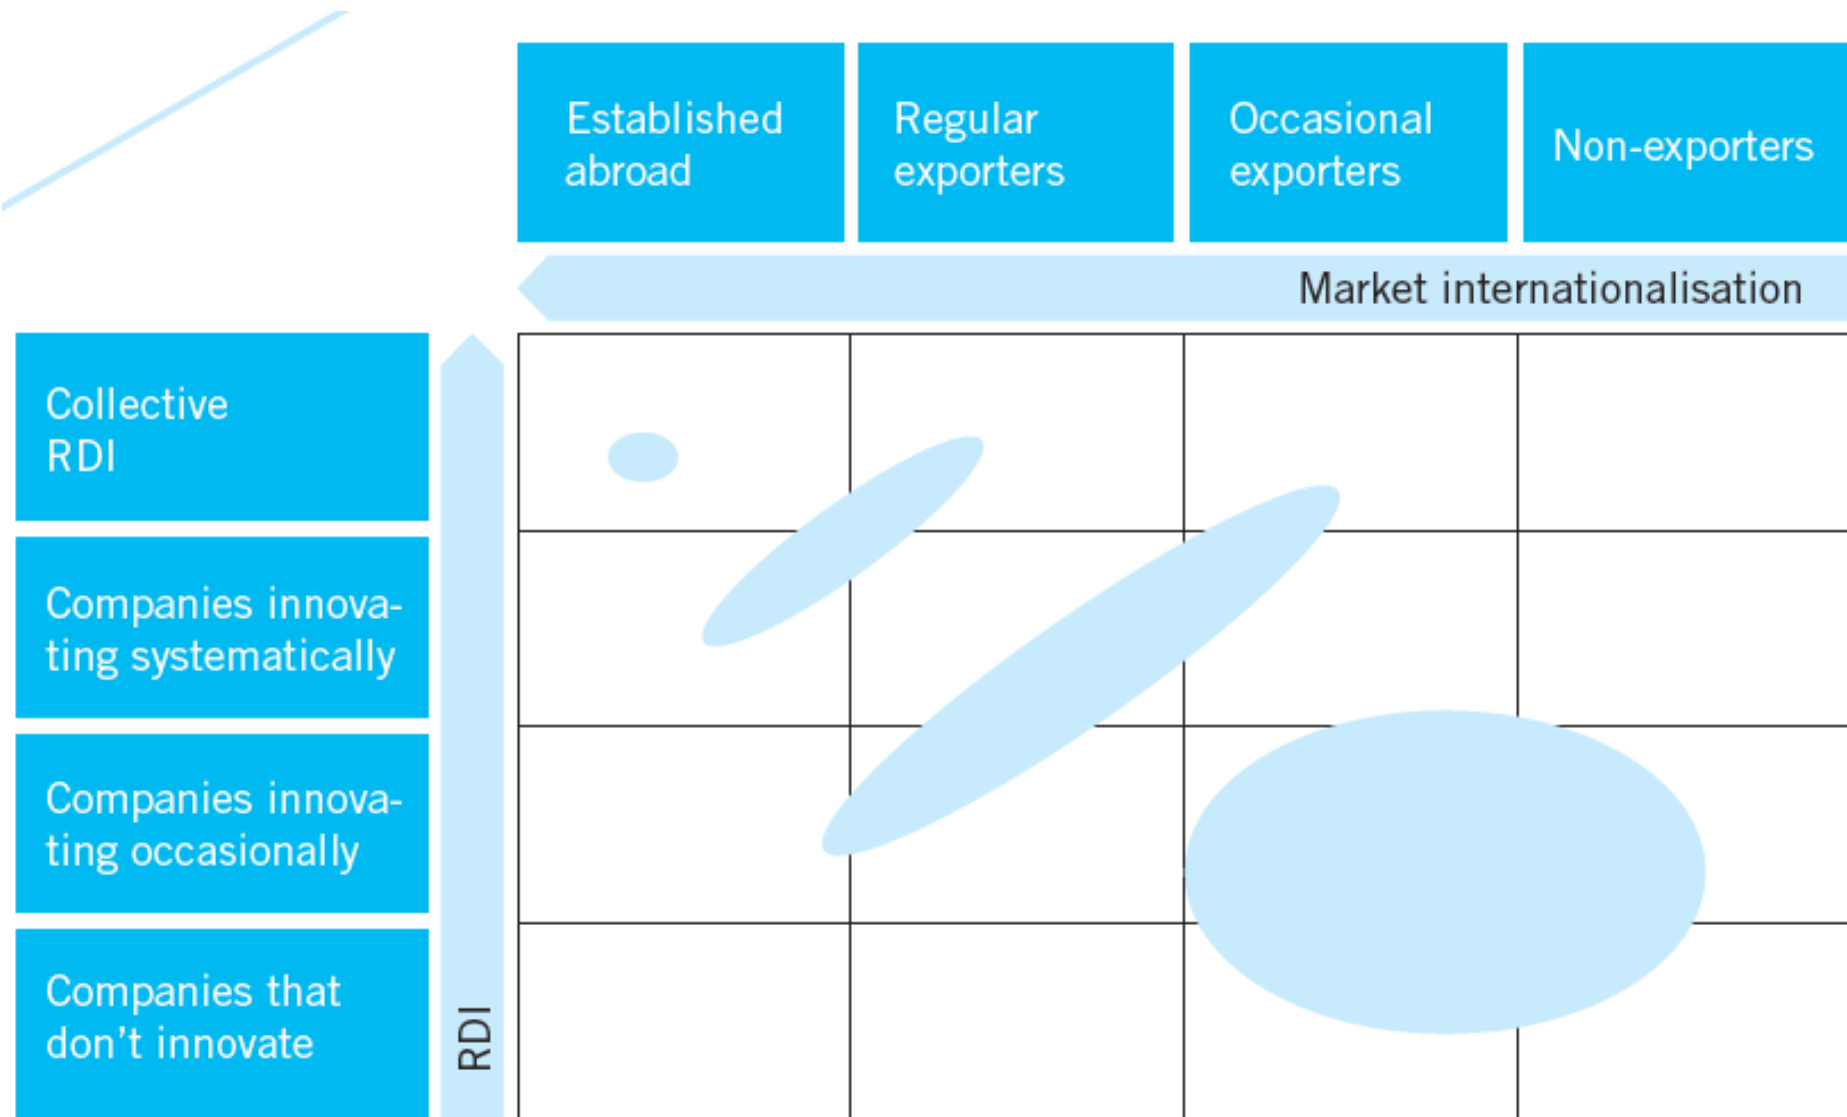 Established
abroad
Regular
exporters
Occasional
exporters
Non-exporters
Market internationalisation
Collective
RDI
Companies innova-
ting systematically
Companies innova-
ting occasionally
Companies that
don’t innovate
RDI